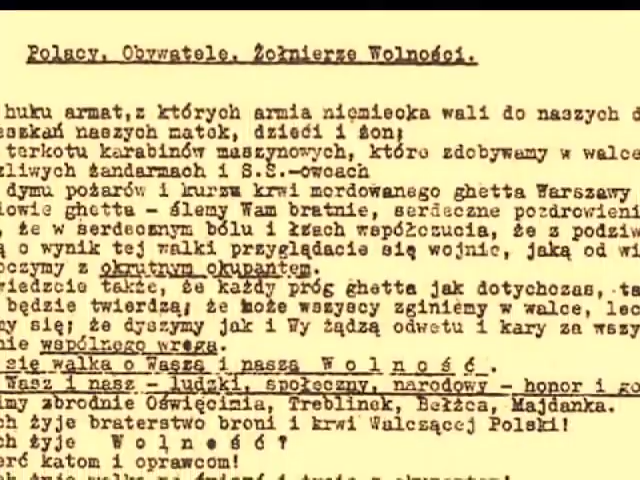 Polacy, Obywatele, Żołnierze Wolności.
huku armat, z których armia niemiecka wali do naszych d
eszkań naszych matek, dzieci i żon;
terkotu karabinów maszynowych, które zdobywamy w walce
zliwych żandarmach i S.S.-owcach
dymu pożarów i kurzu krwi mordowanego ghetta Warszawy
iowie ghetta - ślemy Wam bratnie, serdeczne pozdrowieni
, że w serdecznym bólu i łzach współczucia, że z podziw
ą o wynik tej walki przyglądacie się wojnie, jaką od wi
oczymy z okrutnym okupantem.
wiedzcie także, że każdy próg ghetta jak dotychczas, ta
będzie twierdzą; że może wszyscy zginiemy w walce, lec
my się; że dyszymy jak i Wy żądzą odwetu i kary za wszy
nie wspólnego wroga.
się walka o Waszą i naszą W o l n o ś ć .
Wasz i nasz - ludzki, społeczny, narodowy - honor i go
imy zbrodnie Oświęcimia, Treblinek, Bełżca, Majdanka.
ch żyje braterstwo broni i krwi Walczącej Polski!
ch żyje W o l n o ś ć !
erć katom i oprawcom!